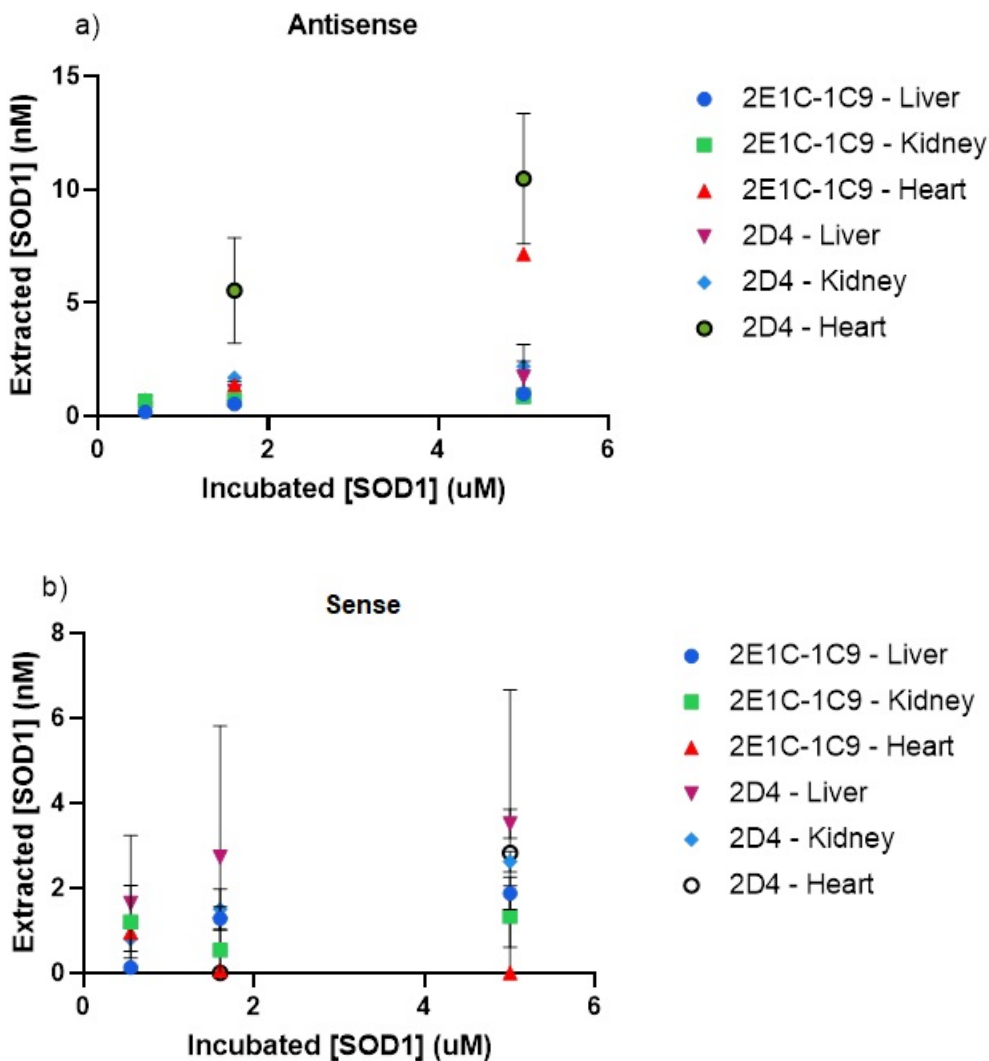 a)
Antisense
15
10
5
0
0 2 4 6
Extracted [SOD1] (nM)
Incubated [SOD1] (uM)
2E1C-1C9 - Liver
2E1C-1C9 - Kidney
2E1C-1C9 - Heart
2D4 - Liver
2D4 - Kidney
2D4 - Heart
b)
Sense
8
6
4
2
0
0 2 4 6
Extracted [SOD1] (nM)
Incubated [SOD1] (uM)
2E1C-1C9 - Liver
2E1C-1C9 - Kidney
2E1C-1C9 - Heart
2D4 - Liver
2D4 - Kidney
2D4 - Heart